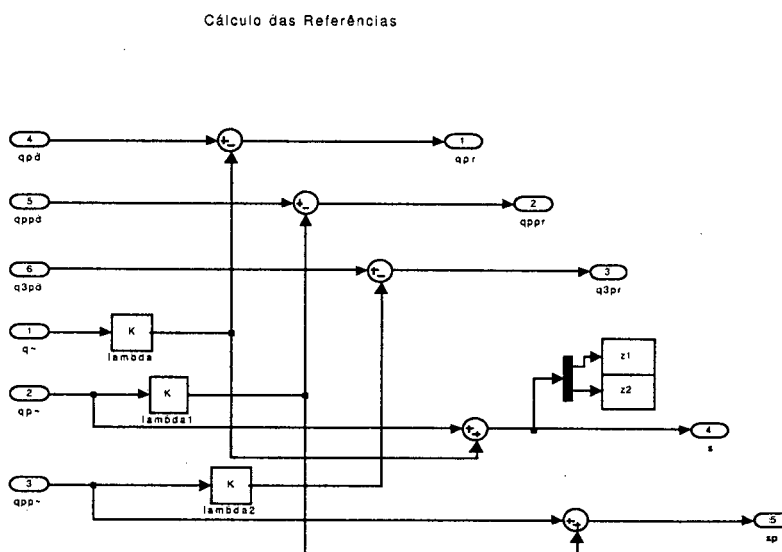 Cálculo das Referências
4
qpd
+-
1
qpr
5
qppd
+-
2
qppr
6
q3pd
+-
3
q3pr
1
q~
K
lambda
z1
z2
2
qp~
K
lambda1
+-+
4
s
3
qpp~
K
lambda2
+-+
5
sp